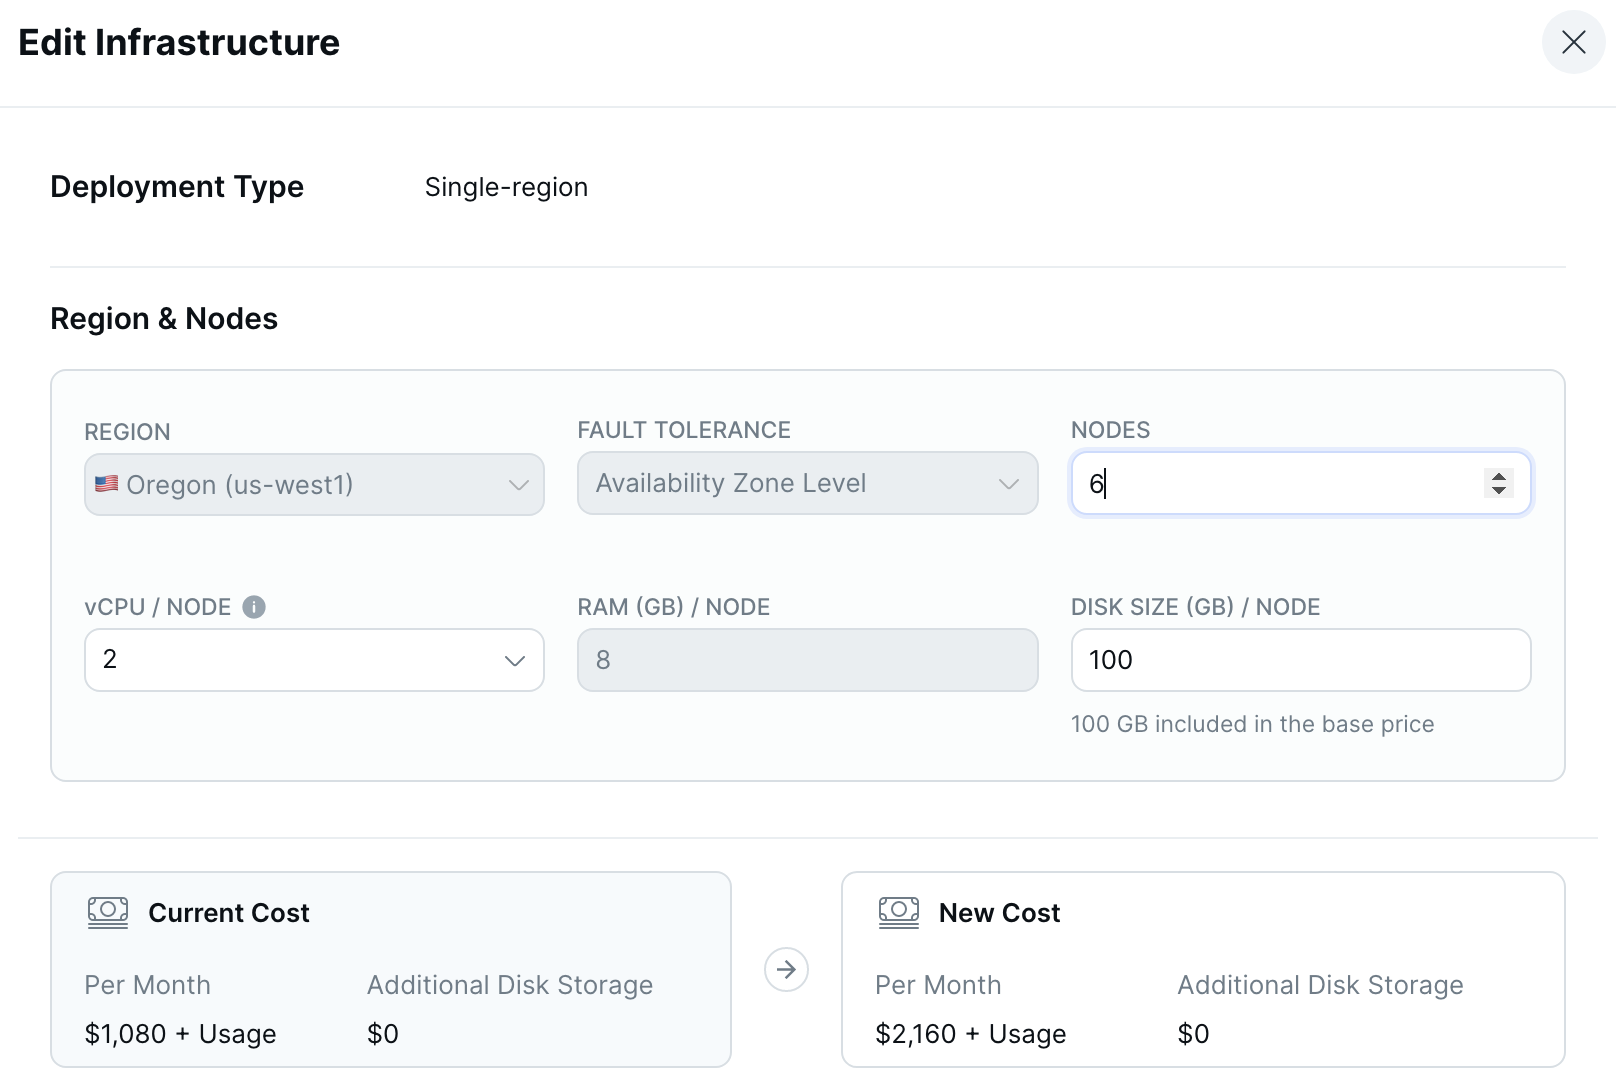 Edit Infrastructure
Deployment Type Single-region
Region & Nodes
REGION FAULT TOLERANCE NODES
Oregon (us-west1) Availability Zone Level 6
vCPU / NODE RAM (GB) / NODE DISK SIZE (GB) / NODE
2 8 100
100 GB included in the base price
Current Cost New Cost
Per Month Additional Disk Storage Per Month Additional Disk Storage
$1,080 + Usage $0 $2,160 + Usage $0